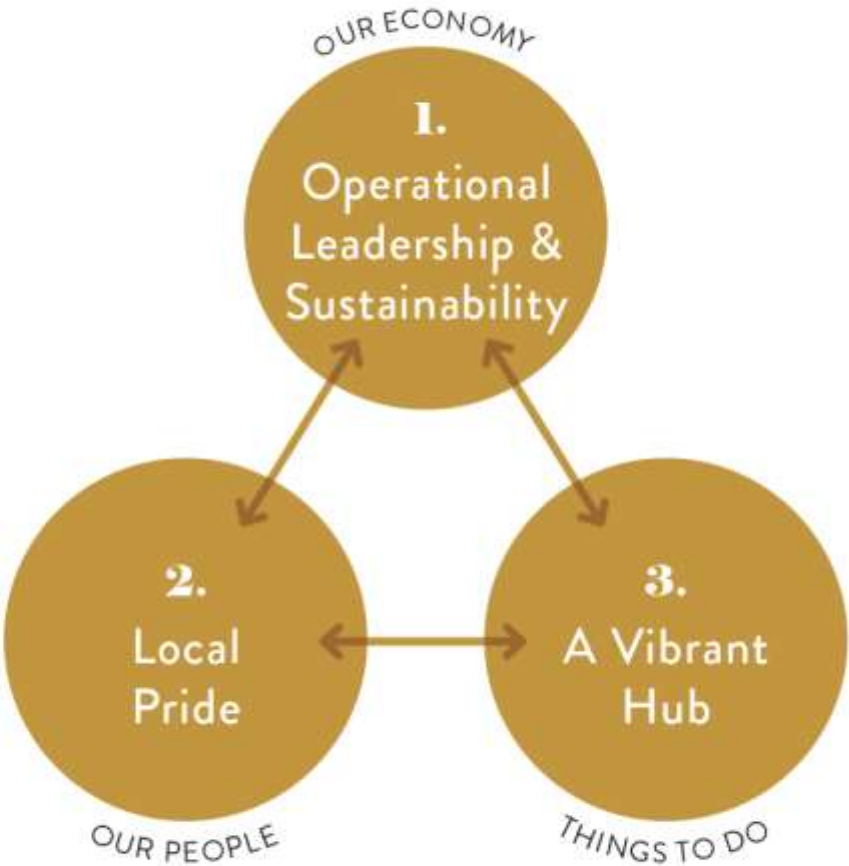 OUR ECONOMY
1.
Operational
Leadership &
Sustainability
2.
Local
Pride
OUR PEOPLE
3.
A Vibrant
Hub
THINGS TO DO